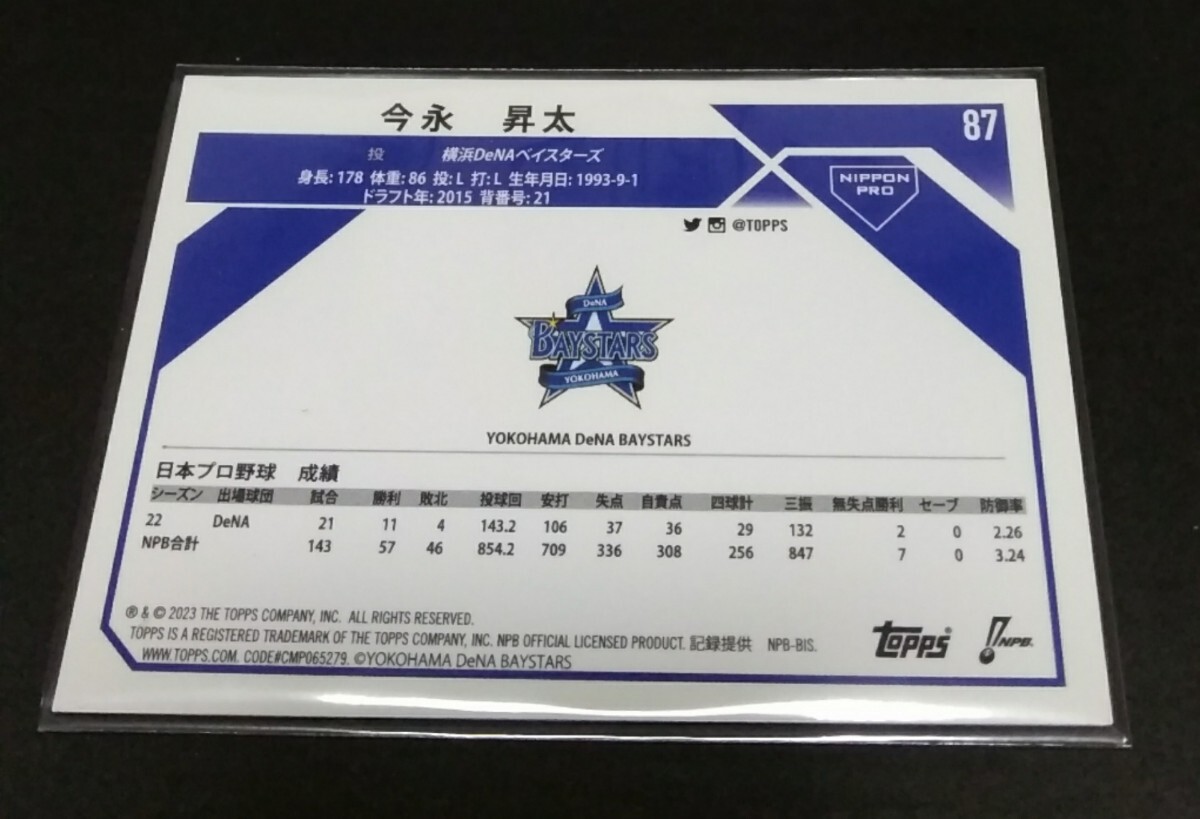 今永 昇太
87
投 横浜DeNAベイスターズ
身長: 178 体重: 86 投: L 打: L 生年月日: 1993-9-1
ドラフト年: 2015 背番号: 21
NIPPON
PRO
@TOPPS
DeNA
BAYSTARS
YOKOHAMA
YOKOHAMA DeNA BAYSTARS
日本プロ野球 成績
シーズン 出場球団 試合 勝利 敗北 投球回 安打 失点 自責点 四球計 三振 無失点勝利 セーブ 防御率
22 DeNA 21 11 4 143.2 106 37 36 29 132 2 0 2.26
NPB合計 143 57 46 854.2 709 336 308 256 847 7 0 3.24
® & © 2023 THE TOPPS COMPANY, INC. ALL RIGHTS RESERVED.
TOPPS IS A REGISTERED TRADEMARK OF THE TOPPS COMPANY, INC. NPB OFFICIAL LICENSED PRODUCT. 記録提供 NPB-BIS.
WWW.TOPPS.COM. CODE#CMP065279. ©YOKOHAMA DeNA BAYSTARS
Topps®
NPB.